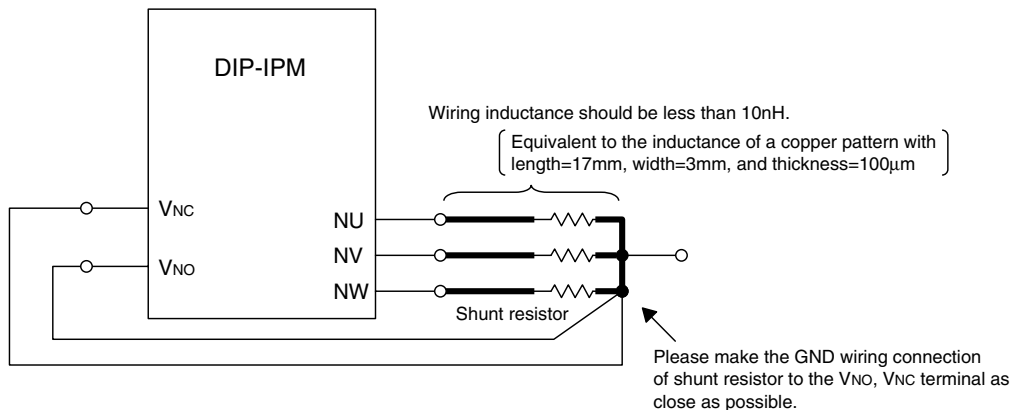 DIP-IPM
Wiring inductance should be less than 10nH.
Equivalent to the inductance of a copper pattern with
length=17mm, width=3mm, and thickness=100μm
VNC
NU
NV
VNO
NW
Shunt resistor
Please make the GND wiring connection
of shunt resistor to the VNO, VNC terminal as
close as possible.